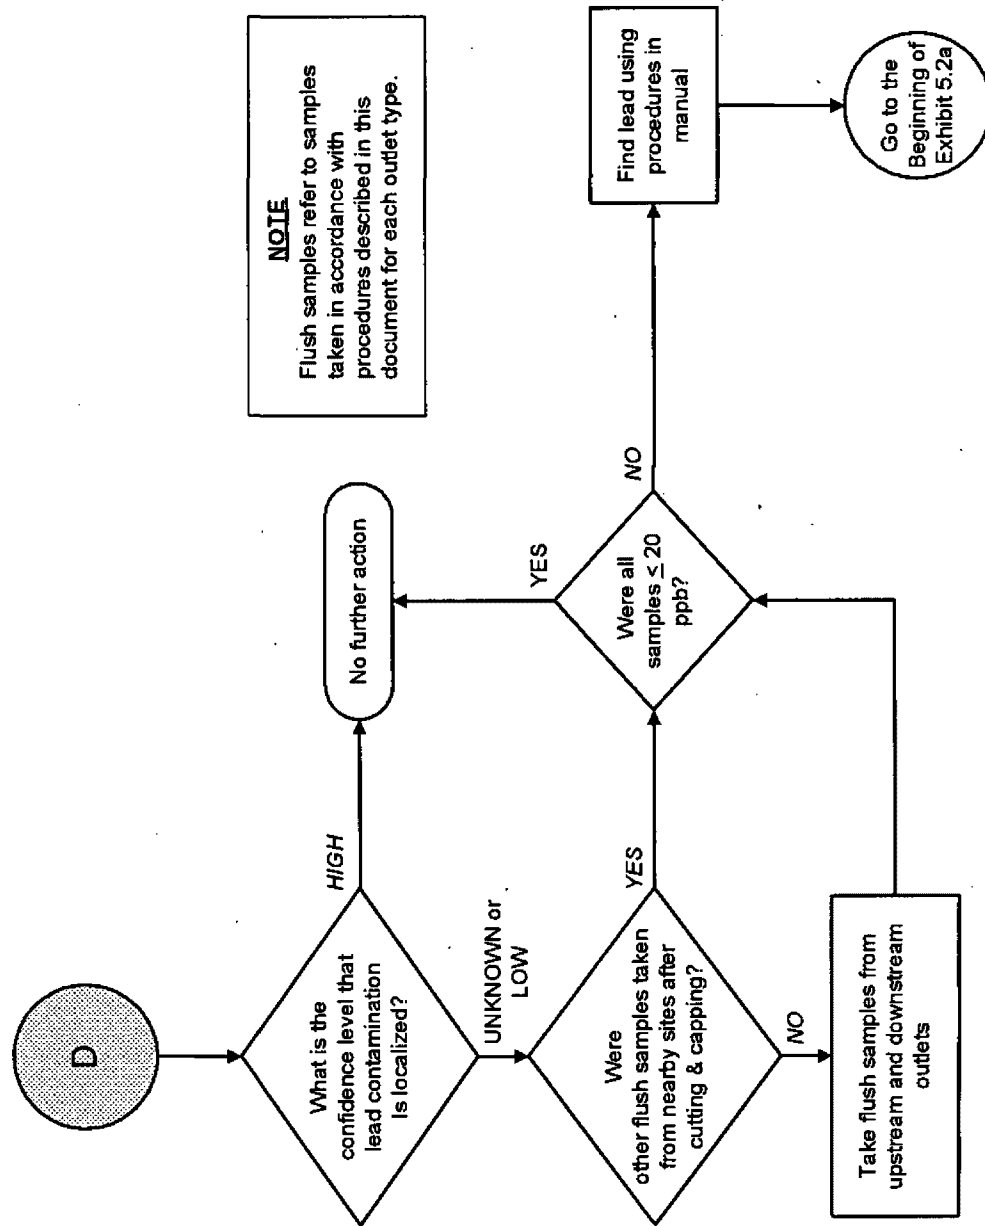 D
What is the
confidence level that
lead contamination
Is localized?
HIGH
No further action
UNKNOWN or
LOW
Were
other flush samples taken
from nearby sites after
cutting & capping?
YES
NO
Take flush samples from
upstream and downstream
outlets
Were all
samples ≤ 20
ppb?
YES
NO
Find lead using
procedures in
manual
Go to the
Beginning of
Exhibit 5.2a
NOTE
Flush samples refer to samples
taken in accordance with
procedures described in this
document for each outlet type.